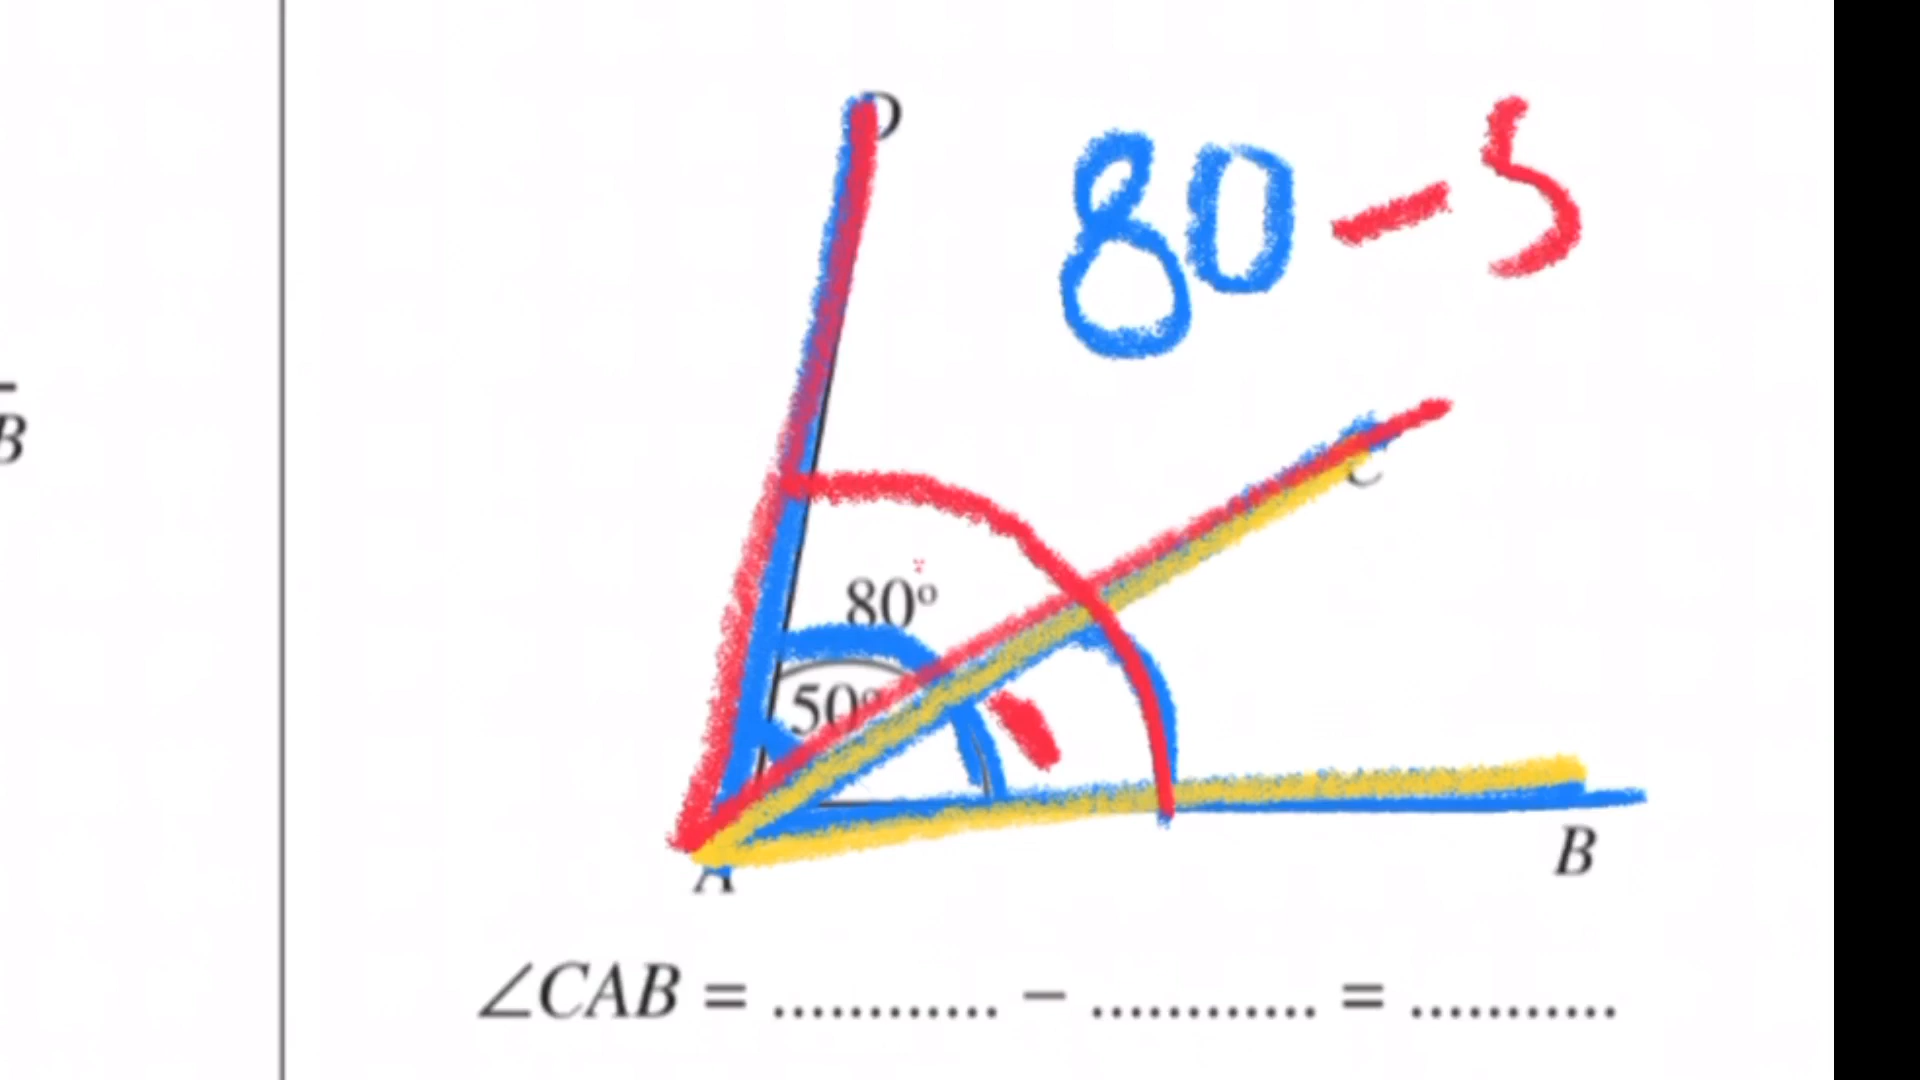 D
80 - 5
B
C
80°
50°
B
A
∠CAB = ............ − ............ = ...........